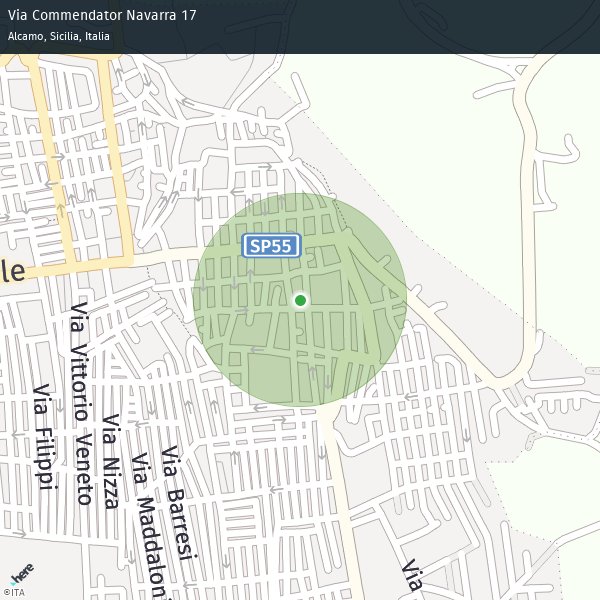 Via Commendator Navarra 17
Alcamo, Sicilia, Italia
SP55
le
Via Vittorio Veneto
Via Filippi
Via Nizza
Via Barresi
Via Maddaloni
Via
here
©ITA